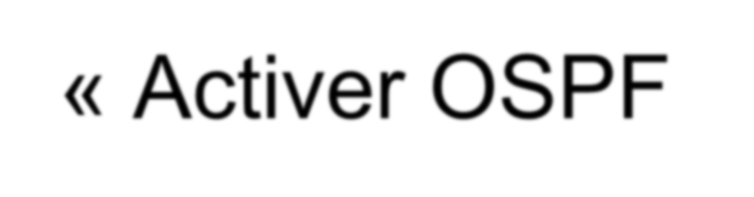 « Activer OSPF